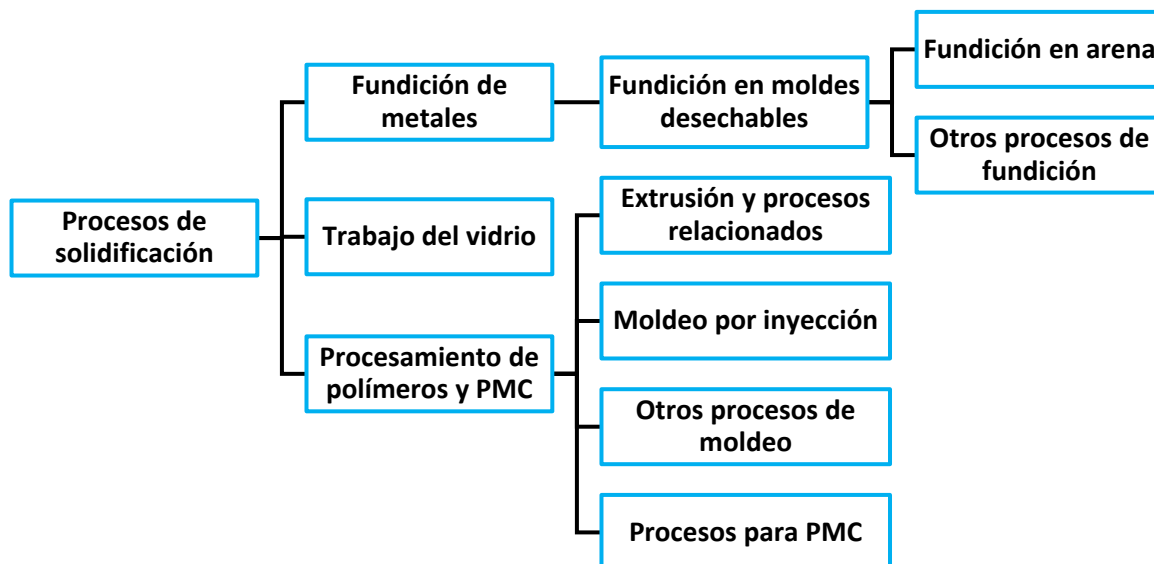 Procesos de
solidificación
Fundición de
metales
Fundición en moldes
desechables
Fundición en arena
Otros procesos de
fundición
Trabajo del vidrio
Procesamiento de
polímeros y PMC
Extrusión y procesos
relacionados
Moldeo por inyección
Otros procesos de
moldeo
Procesos para PMC